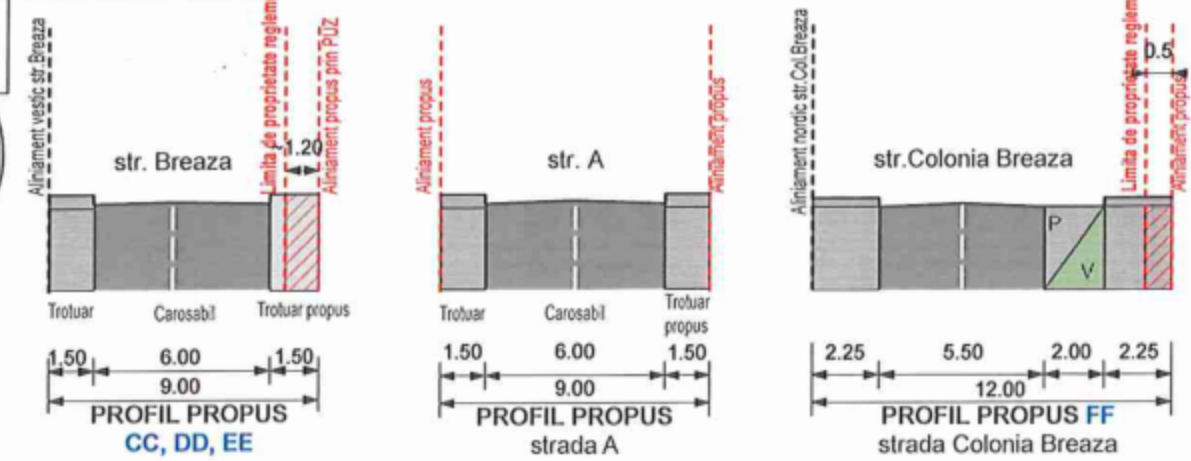 Aliniament vestic str.Breaza
Limita de proprietate reglem
Aliniament propus prin PUZ
~1.20
str. Breaza
Trotuar
Carosabil
Trotuar propus
1.50
6.00
1.50
9.00
PROFIL PROPUS
CC, DD, EE
Aliniament propus
Aliniament propus
str. A
Trotuar
Carosabil
Trotuar
propus
1.50
6.00
1.50
9.00
PROFIL PROPUS
strada A
Aliniament nordic str.Col.Breaza
Limita de proprietate reglem
Aliniament propus
0.5
str.Colonia Breaza
P
V
2.25
5.50
2.00
2.25
12.00
PROFIL PROPUS FF
strada Colonia Breaza